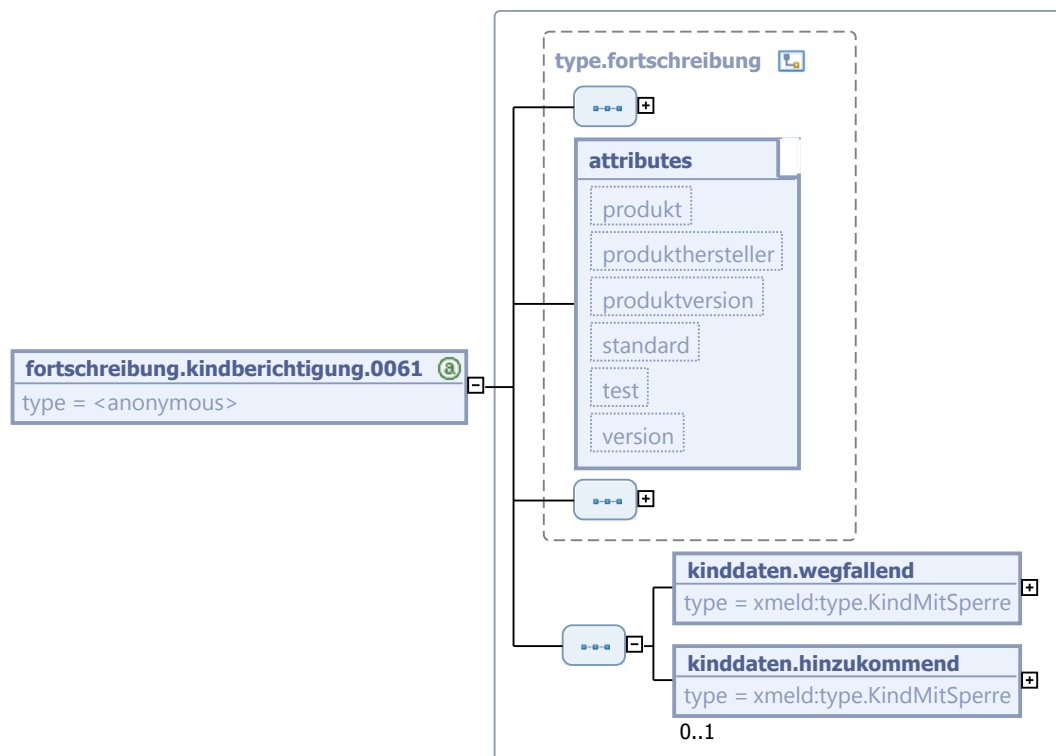 type.fortschreibung
attributes
produkt
produkthersteller
produktversion
standard
test
version
fortschreibung.kindberichtigung.0061 @
type = <anonymous>
kinddaten.wegfallend
type = xmeld:type.KindMitSperre
kinddaten.hinzukommend
type = xmeld:type.KindMitSperre
0..1